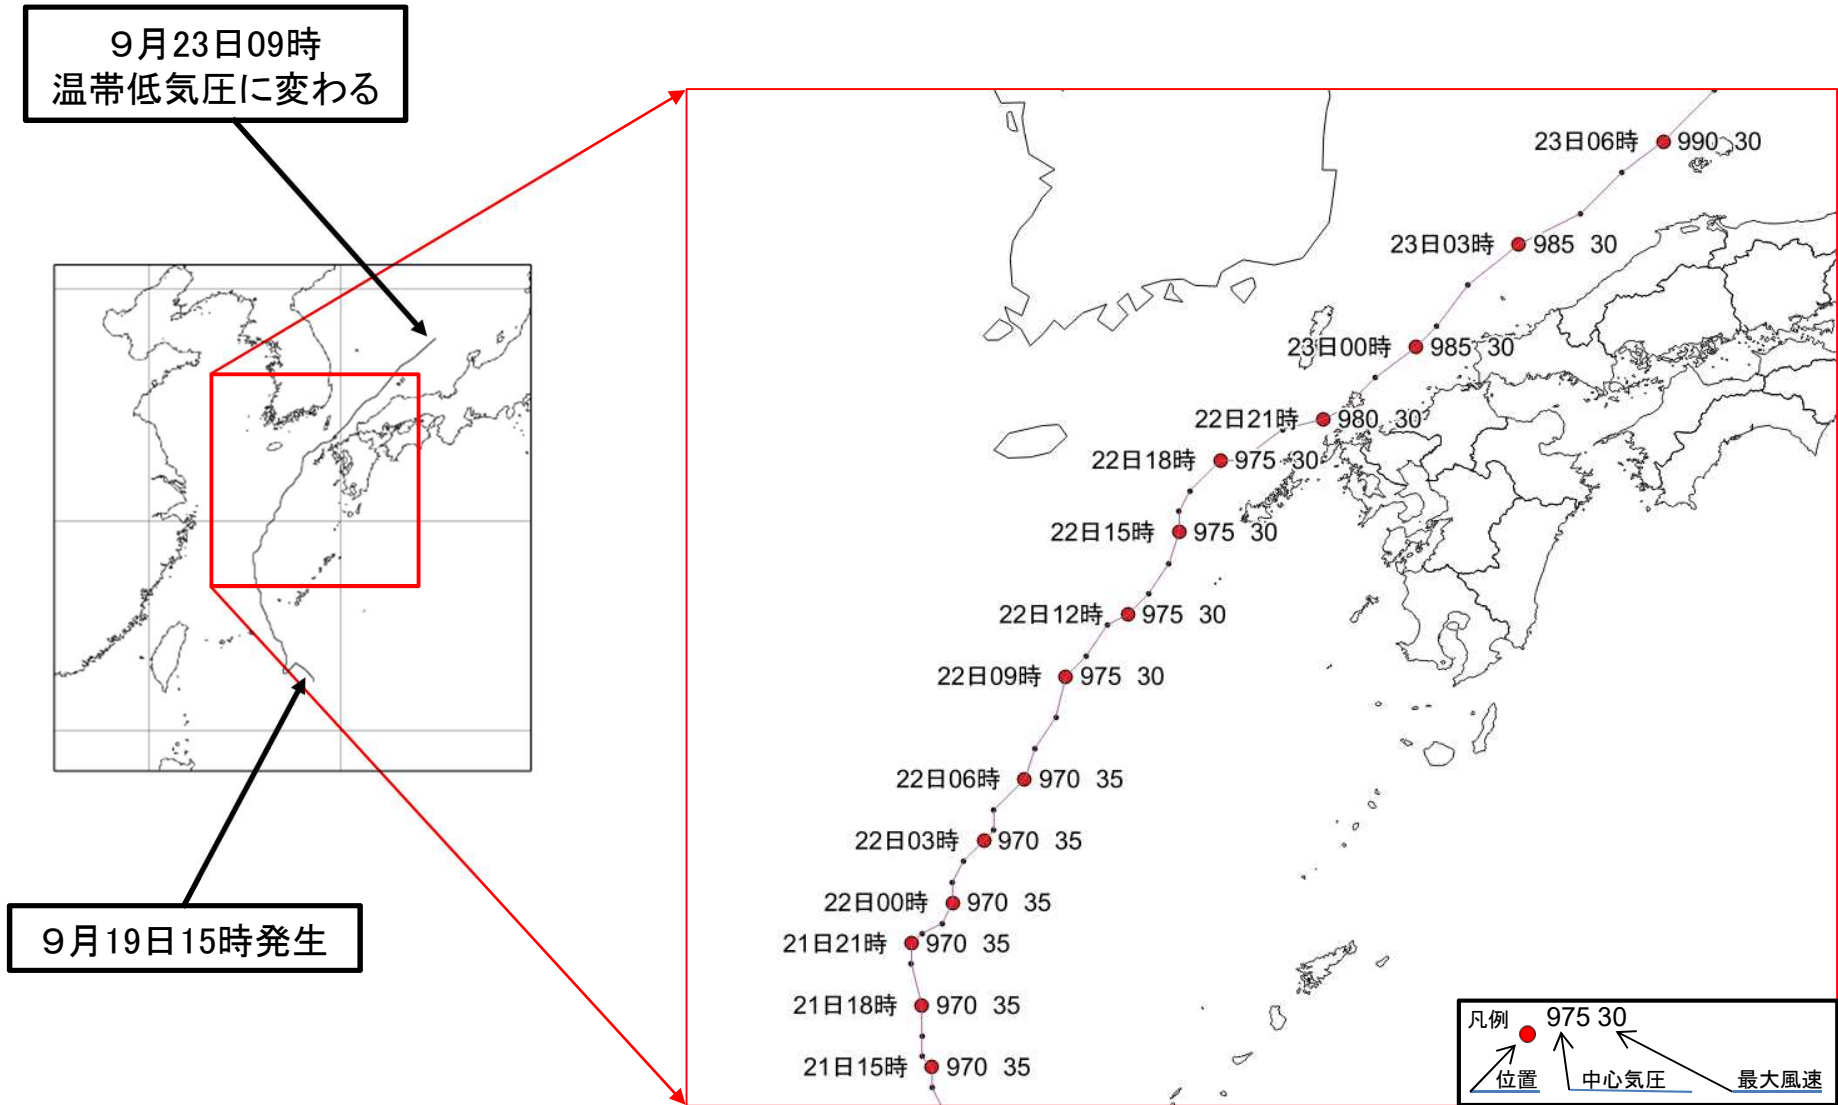 ９月23日09時
温帯低気圧に変わる
９月19日15時発生
23日06時 990 30
23日03時 985 30
23日00時 985 30
22日21時 980 30
22日18時 975 30
22日15時 975 30
22日12時 975 30
22日09時 975 30
22日06時 970 35
22日03時 970 35
22日00時 970 35
21日21時 970 35
21日18時 970 35
21日15時 970 35
凡例 975 30
位置 中心気圧 最大風速